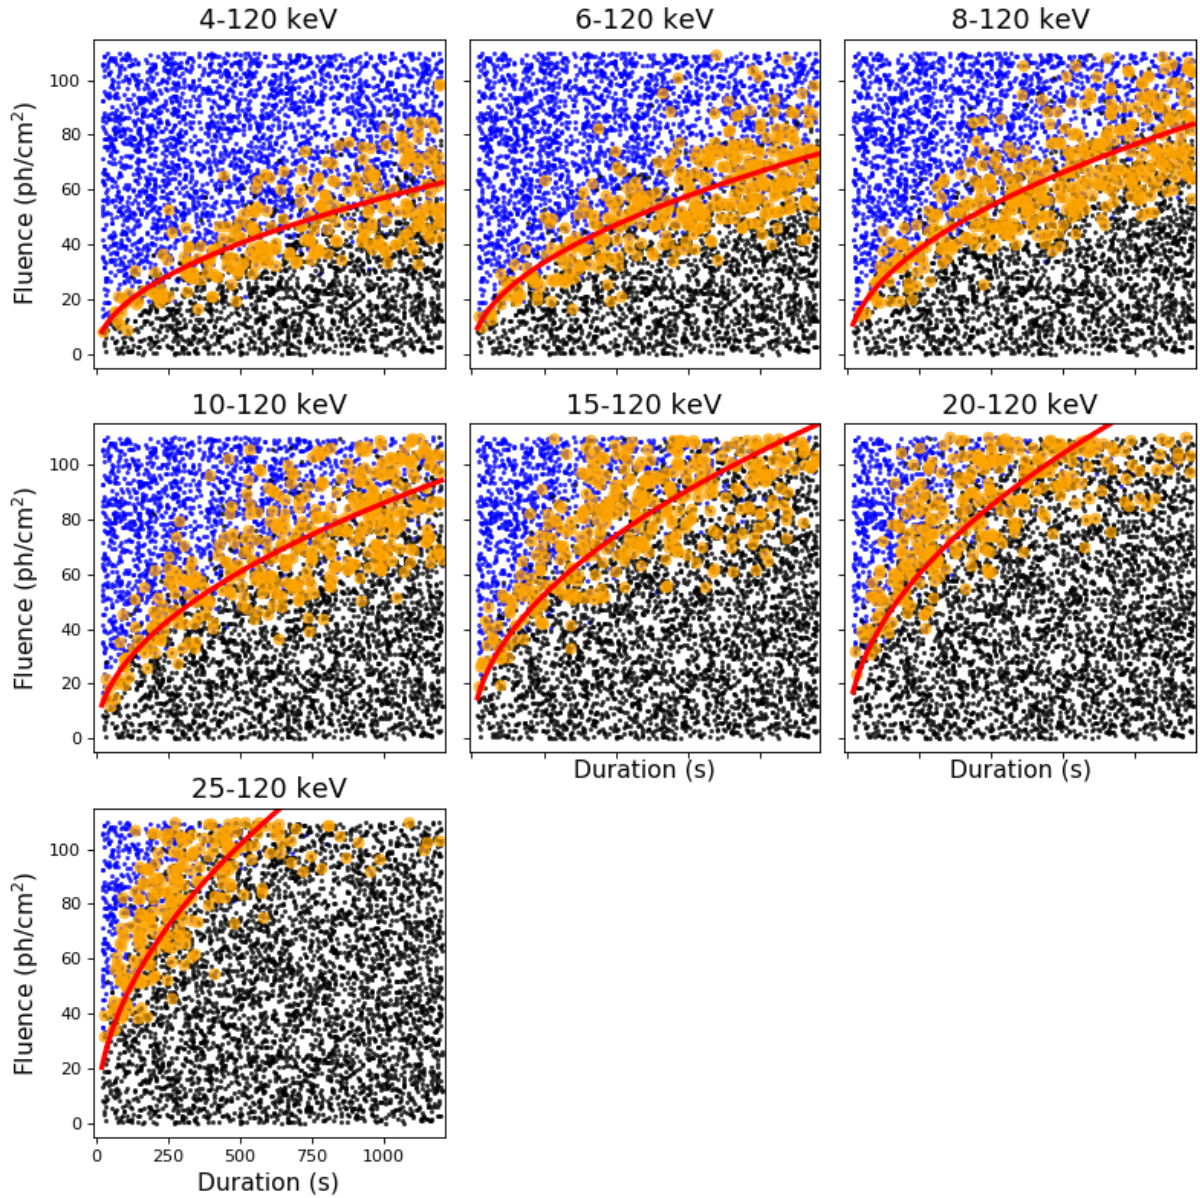 4-120 keV 6-120 keV 8-120 keV
Fluence (ph/cm²)
100
80
60
40
20
0
10-120 keV 15-120 keV 20-120 keV
Fluence (ph/cm²)
100
80
60
40
20
0
Duration (s) Duration (s)
25-120 keV
Fluence (ph/cm²)
100
80
60
40
20
0
0 250 500 750 1000
Duration (s)